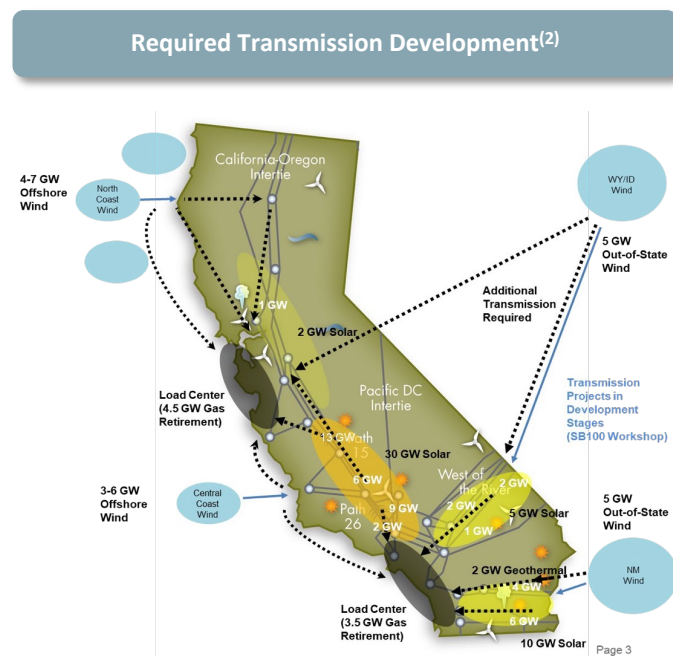 Required Transmission Development(2)
California-Oregon
Intertie
4-7 GW
Offshore
Wind
North
Coast
Wind
WY/ID
Wind
5 GW
Out-of-State
Wind
Additional
Transmission
Required
1 GW
2 GW Solar
Load Center
(4.5 GW Gas
Retirement)
Pacific DC
Intertie
Transmission
Projects in
Development
Stages
(SB100 Workshop)
13 GW
Path
15
30 GW Solar
West of
the River
2 GW
6 GW
9 GW
2 GW
3-6 GW
Offshore
Wind
Central
Coast
Wind
Path
26
2 GW
1 GW
5 GW Solar
5 GW
Out-of-State
Wind
2 GW Geothermal
4 GW
NM
Wind
Load Center
(3.5 GW Gas
Retirement)
6 GW
10 GW Solar
Page 3